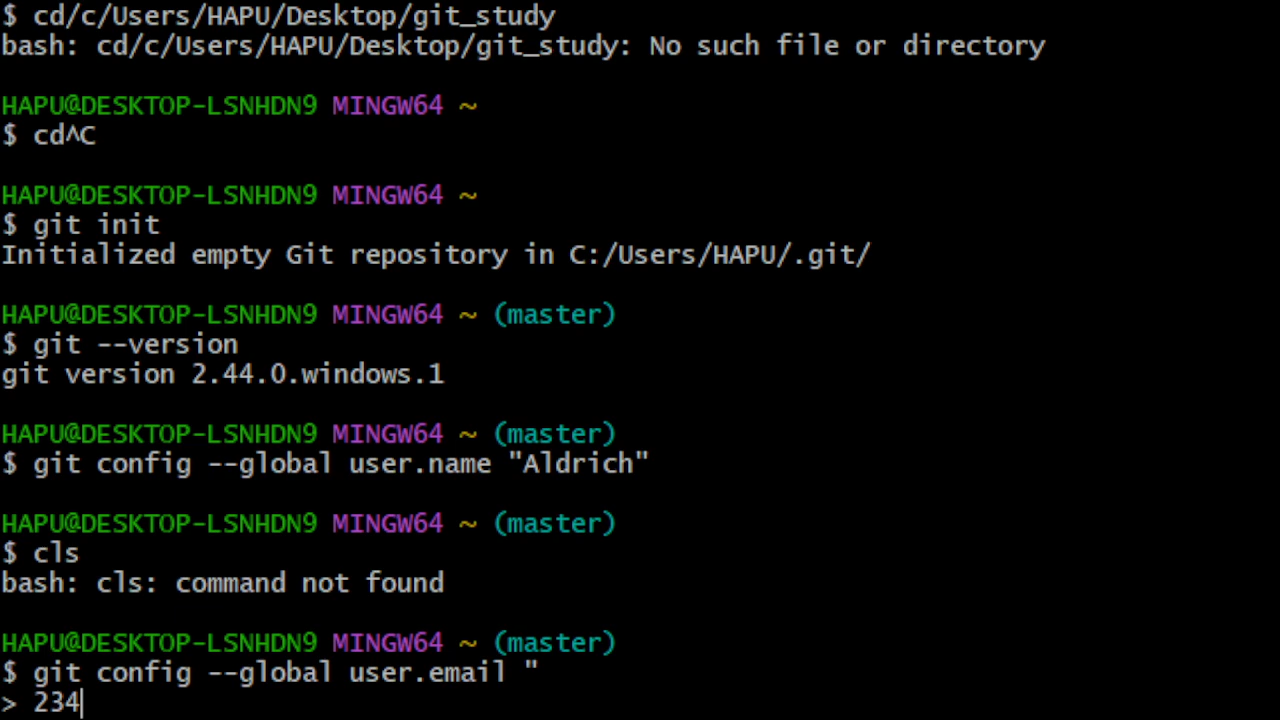 $ cd/c/Users/HAPU/Desktop/git_study
bash: cd/c/Users/HAPU/Desktop/git_study: No such file or directory
HAPU@DESKTOP-LSNHDN9 MINGW64 ~
$ cd^C
HAPU@DESKTOP-LSNHDN9 MINGW64 ~
$ git init
Initialized empty Git repository in C:/Users/HAPU/.git/
HAPU@DESKTOP-LSNHDN9 MINGW64 ~ (master)
$ git --version
git version 2.44.0.windows.1
HAPU@DESKTOP-LSNHDN9 MINGW64 ~ (master)
$ git config --global user.name "Aldrich"
HAPU@DESKTOP-LSNHDN9 MINGW64 ~ (master)
$ cls
bash: cls: command not found
HAPU@DESKTOP-LSNHDN9 MINGW64 ~ (master)
$ git config --global user.email "
> 234